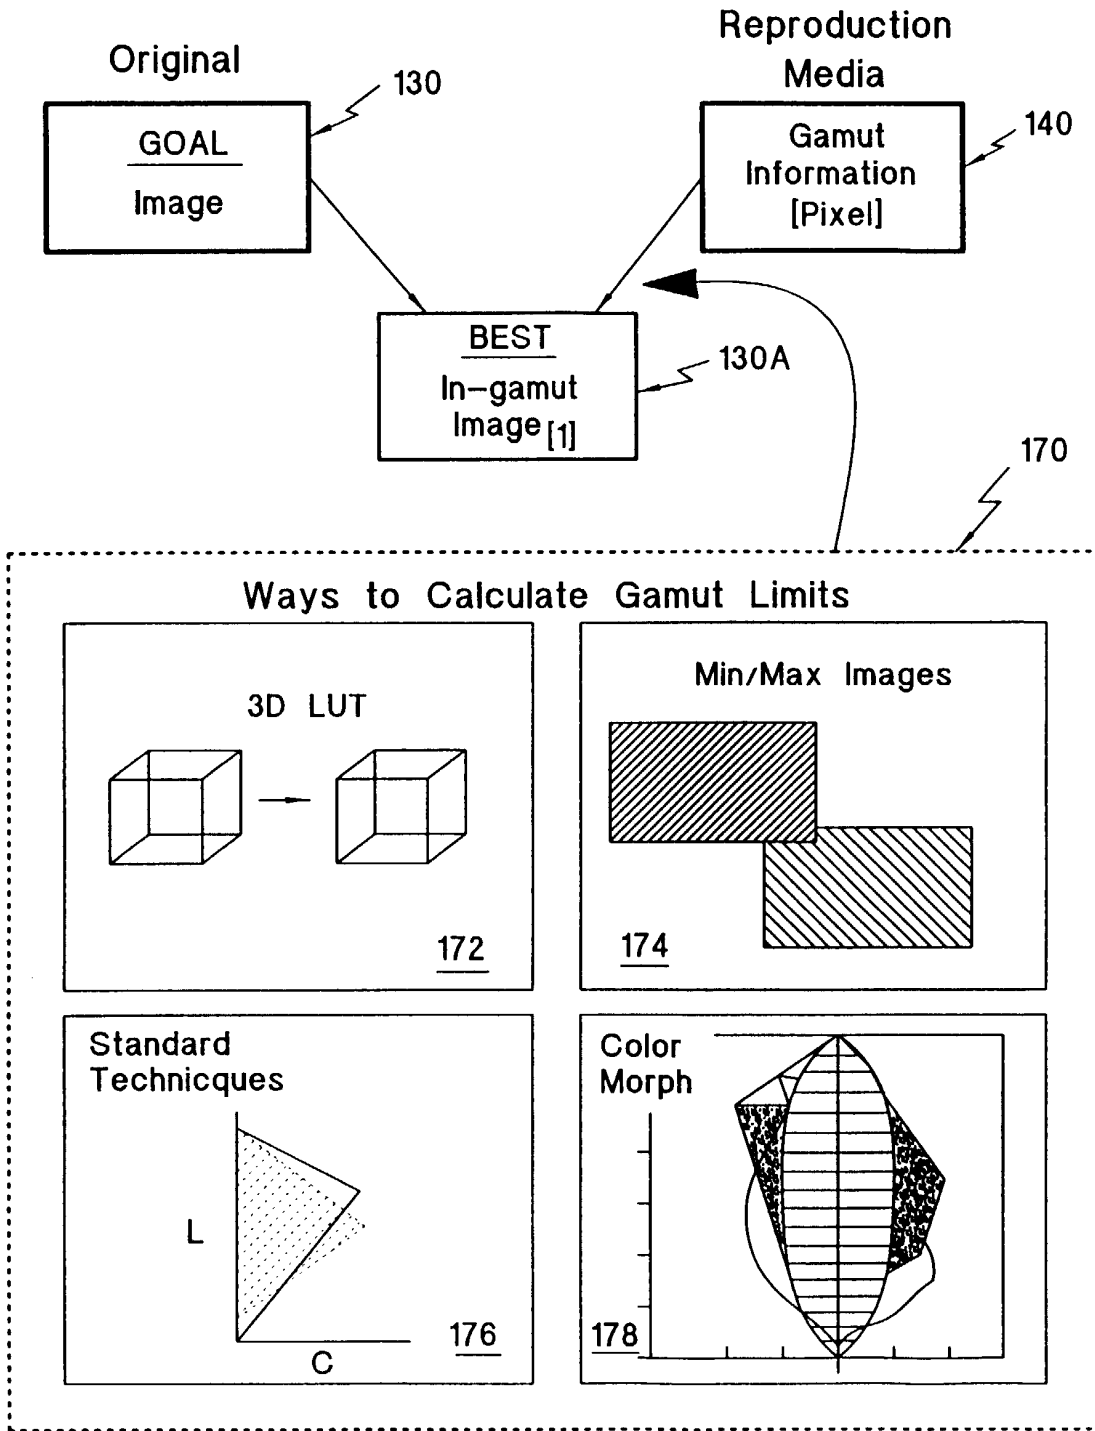 Original
130
GOAL
Image
Reproduction
Media
140
Gamut
Information
[Pixel]
BEST
In-gamut
Image[1]
130A
170
Ways to Calculate Gamut Limits
3D LUT
172
Min/Max Images
174
Standard
Technicques
L
C
176
Color
Morph
178